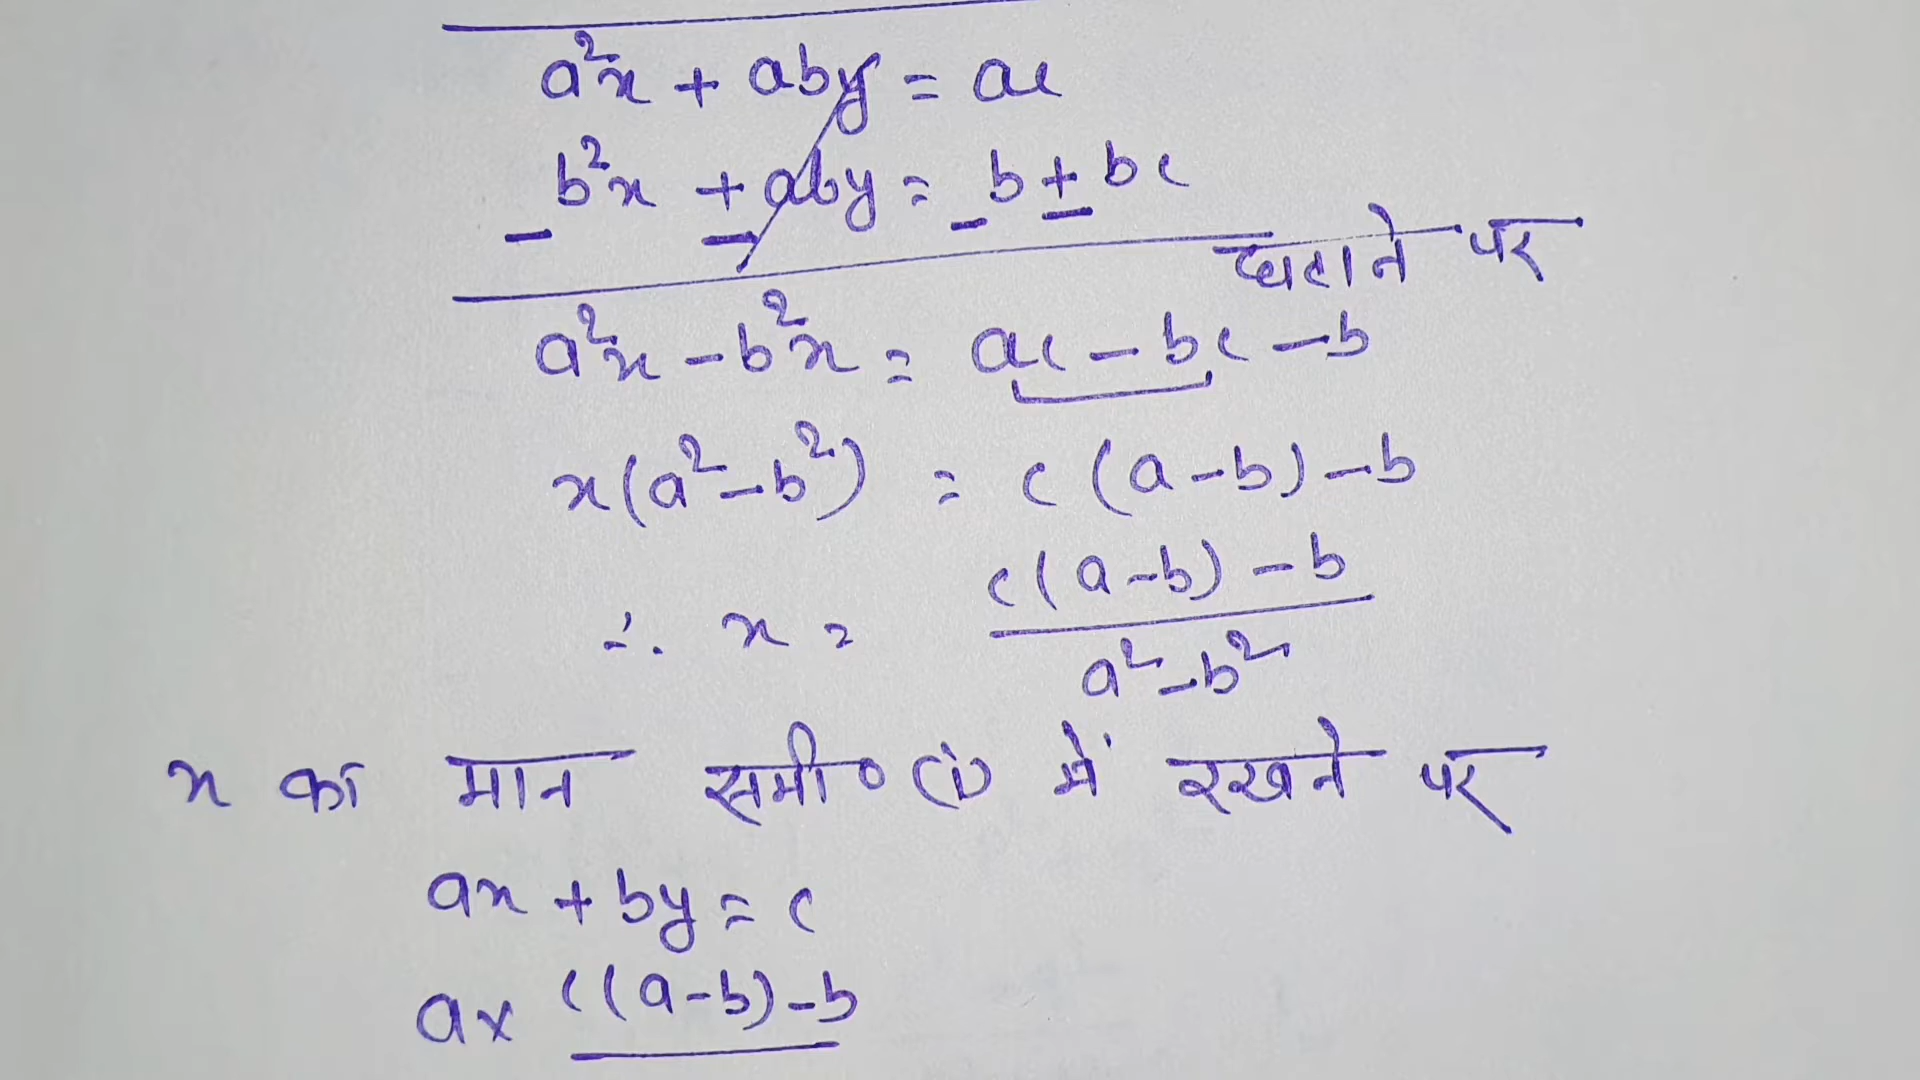 a²x + aby = ac
b²x + aby = b + bc
- - - -
घटाने पर
a²x - b²x = ac - bc - b
x(a² - b²) = c(a-b) - b
∴ x = c(a-b) - b
a² - b²
x का मान समी० (i) में रखने पर
ax + by = c
a× c(a-b) - b